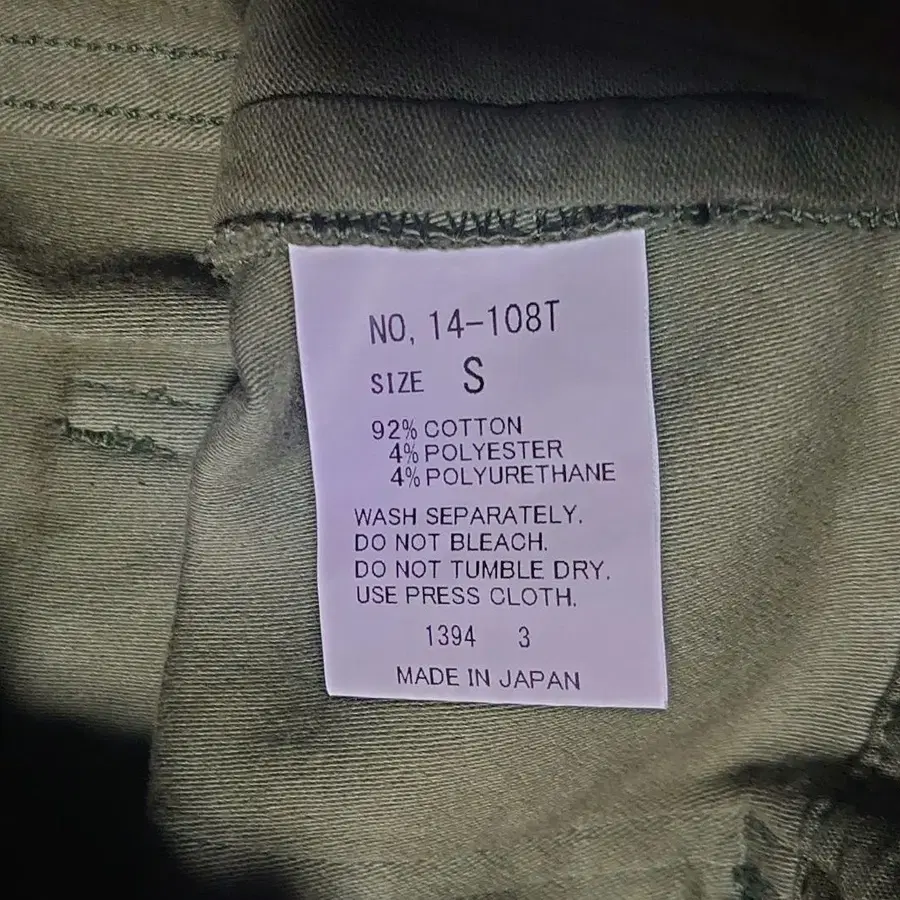 NO, 14-108T
SIZE S
92% COTTON
4% POLYESTER
4% POLYURETHANE
WASH SEPARATELY.
DO NOT BLEACH.
DO NOT TUMBLE DRY.
USE PRESS CLOTH.
1394 3
MADE IN JAPAN